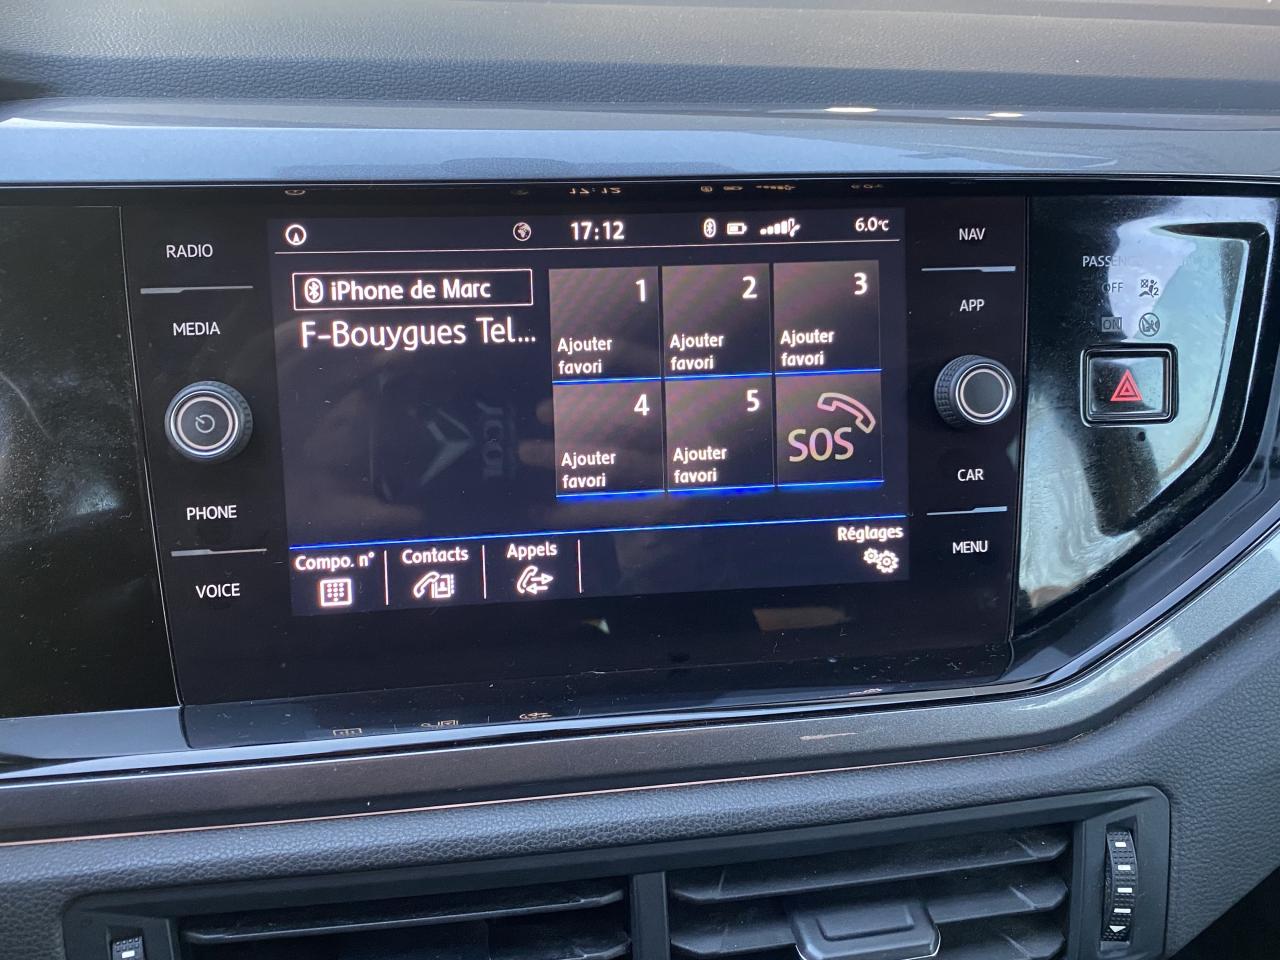 RADIO
MEDIA
PHONE
VOICE
17:12
6.0°C
iPhone de Marc
F-Bouygues Tel...
1
Ajouter
favori
2
Ajouter
favori
3
Ajouter
favori
4
Ajouter
favori
5
Ajouter
favori
SOS
Compo. n°
Contacts
Appels
Réglages
NAV
APP
CAR
MENU
OFF
ON